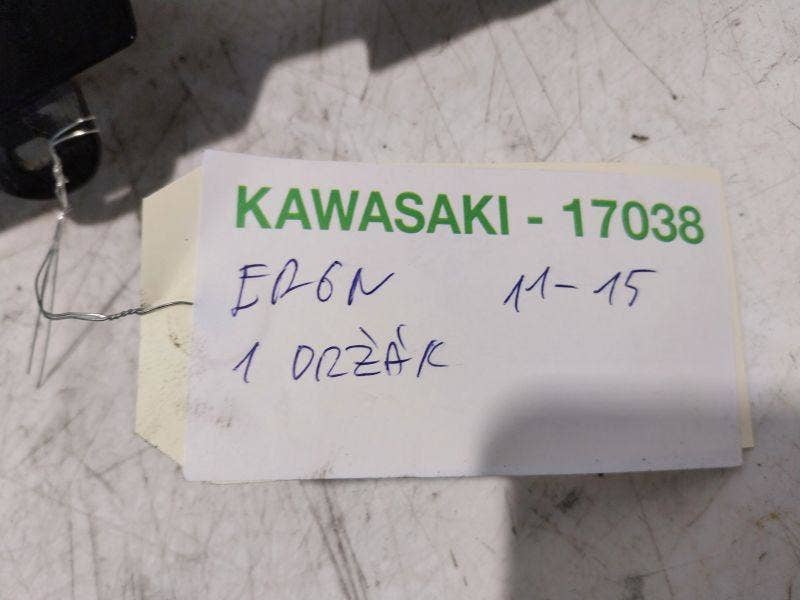 KAWASAKI - 17038
ER6N 11-15
1 DRŽÁK